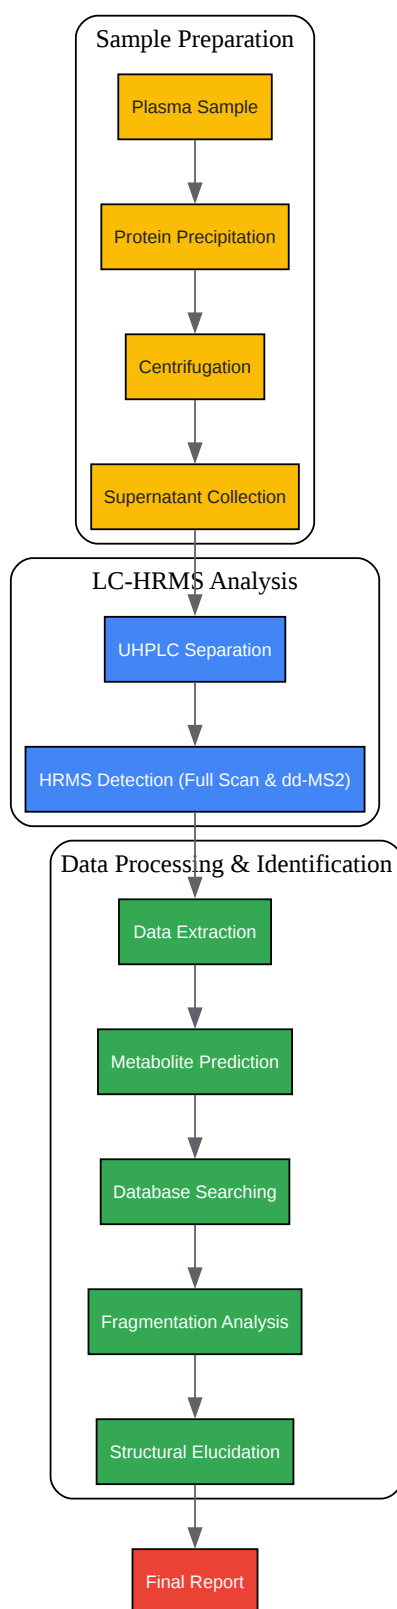 Sample Preparation
Plasma Sample
Protein Precipitation
Centrifugation
Supernatant Collection
LC-HRMS Analysis
UHPLC Separation
HRMS Detection (Full Scan & dd-MS2)
Data Processing & Identification
Data Extraction
Metabolite Prediction
Database Searching
Fragmentation Analysis
Structural Elucidation
Final Report